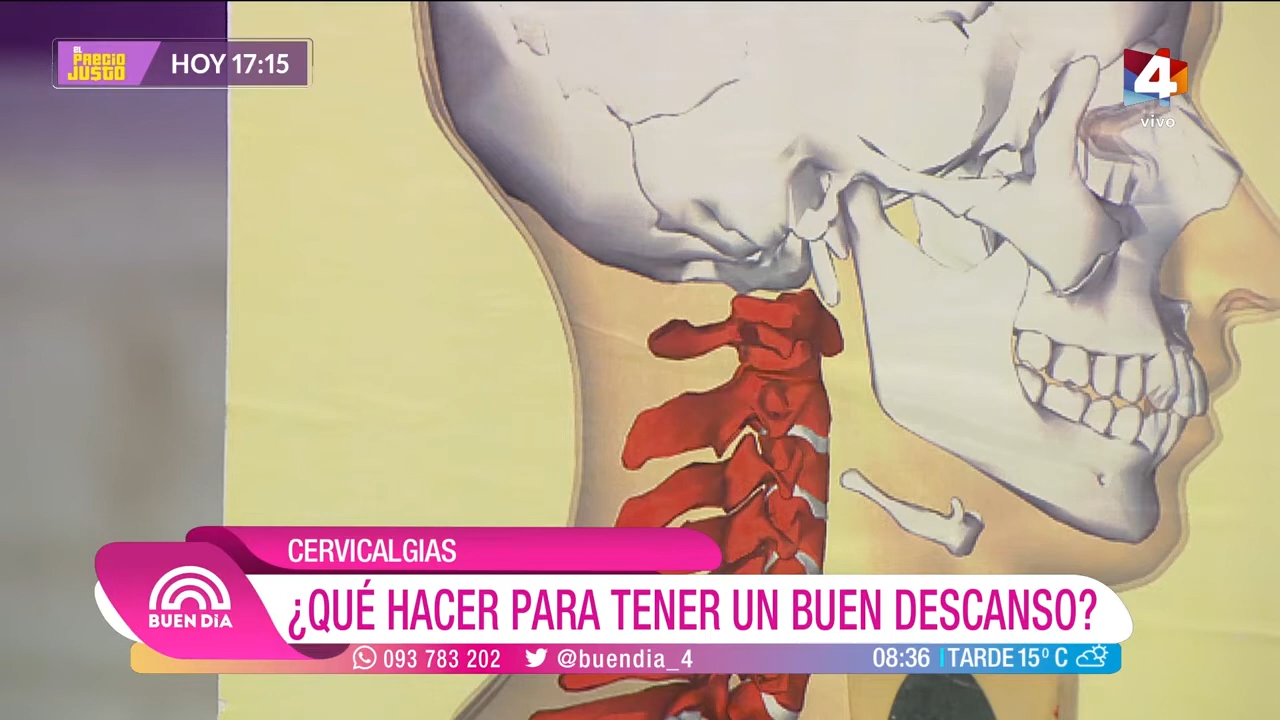 EL PRECIO JUSTO
HOY 17:15
4
vivo
CERVICALGIAS
¿QUÉ HACER PARA TENER UN BUEN DESCANSO?
BUEN DÍA
093 783 202 @buendia_4 08:36 TARDE 15º C